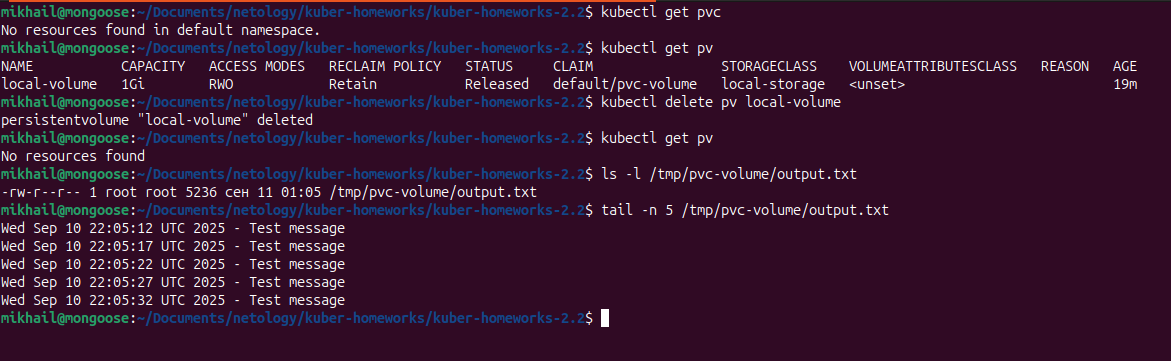 mikhail@mongoose:~/Documents/netology/kuber-homeworks/kuber-homeworks-2.2$ kubectl get pvc
No resources found in default namespace.
mikhail@mongoose:~/Documents/netology/kuber-homeworks/kuber-homeworks-2.2$ kubectl get pv
NAME CAPACITY ACCESS MODES RECLAIM POLICY STATUS CLAIM STORAGECLASS VOLUMEATTRIBUTESCLASS REASON AGE
local-volume 1Gi RWO Retain Released default/pvc-volume local-storage <unset> 19m
mikhail@mongoose:~/Documents/netology/kuber-homeworks/kuber-homeworks-2.2$ kubectl delete pv local-volume
persistentvolume "local-volume" deleted
mikhail@mongoose:~/Documents/netology/kuber-homeworks/kuber-homeworks-2.2$ kubectl get pv
No resources found
mikhail@mongoose:~/Documents/netology/kuber-homeworks/kuber-homeworks-2.2$ ls -l /tmp/pvc-volume/output.txt
-rw-r--r-- 1 root root 5236 сен 11 01:05 /tmp/pvc-volume/output.txt
mikhail@mongoose:~/Documents/netology/kuber-homeworks/kuber-homeworks-2.2$ tail -n 5 /tmp/pvc-volume/output.txt
Wed Sep 10 22:05:12 UTC 2025 - Test message
Wed Sep 10 22:05:17 UTC 2025 - Test message
Wed Sep 10 22:05:22 UTC 2025 - Test message
Wed Sep 10 22:05:27 UTC 2025 - Test message
Wed Sep 10 22:05:32 UTC 2025 - Test message
mikhail@mongoose:~/Documents/netology/kuber-homeworks/kuber-homeworks-2.2$